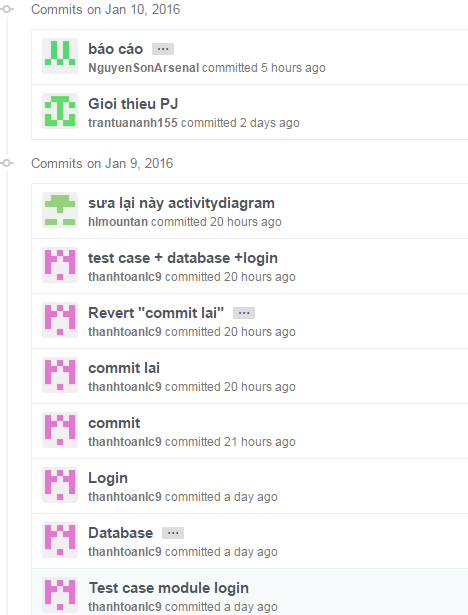 Commits on Jan 10, 2016
báo cáo ...
NguyenSonArsenal committed 5 hours ago
Gioi thieu PJ
trantuananh155 committed 2 days ago
Commits on Jan 9, 2016
sưa lại này activitydiagram
hlmountan committed 20 hours ago
test case + database +login
thanhtoanlc9 committed 20 hours ago
Revert "commit lai" ...
thanhtoanlc9 committed 20 hours ago
commit lai
thanhtoanlc9 committed 20 hours ago
commit
thanhtoanlc9 committed 21 hours ago
Login
thanhtoanlc9 committed a day ago
Database ...
thanhtoanlc9 committed a day ago
Test case module login
thanhtoanlc9 committed a day ago